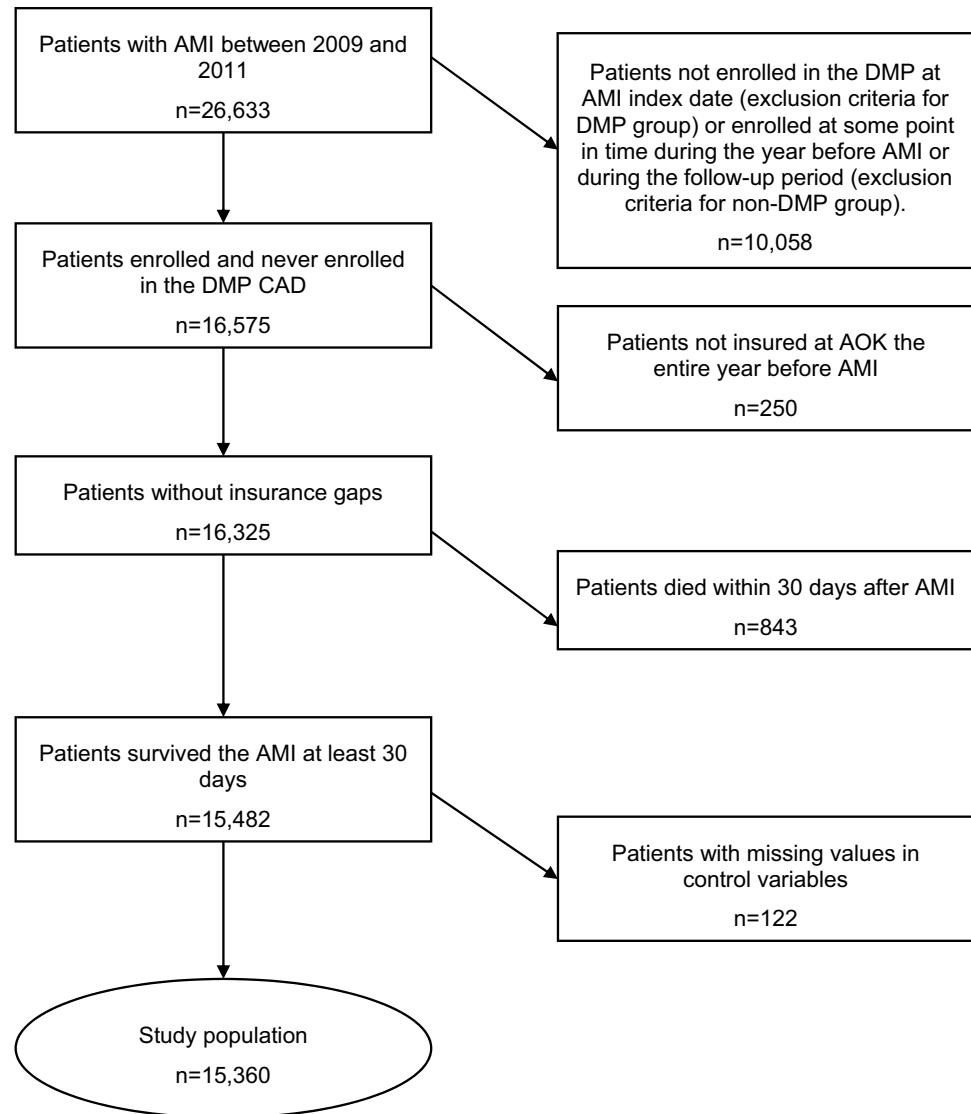 Patients with AMI between 2009 and
2011
n=26,633
Patients not enrolled in the DMP at
AMI index date (exclusion criteria for
DMP group) or enrolled at some point
in time during the year before AMI or
during the follow-up period (exclusion
criteria for non-DMP group).
n=10,058
Patients enrolled and never enrolled
in the DMP CAD
n=16,575
Patients not insured at AOK the
entire year before AMI
n=250
Patients without insurance gaps
n=16,325
Patients died within 30 days after AMI
n=843
Patients survived the AMI at least 30
days
n=15,482
Patients with missing values in
control variables
n=122
Study population
n=15,360